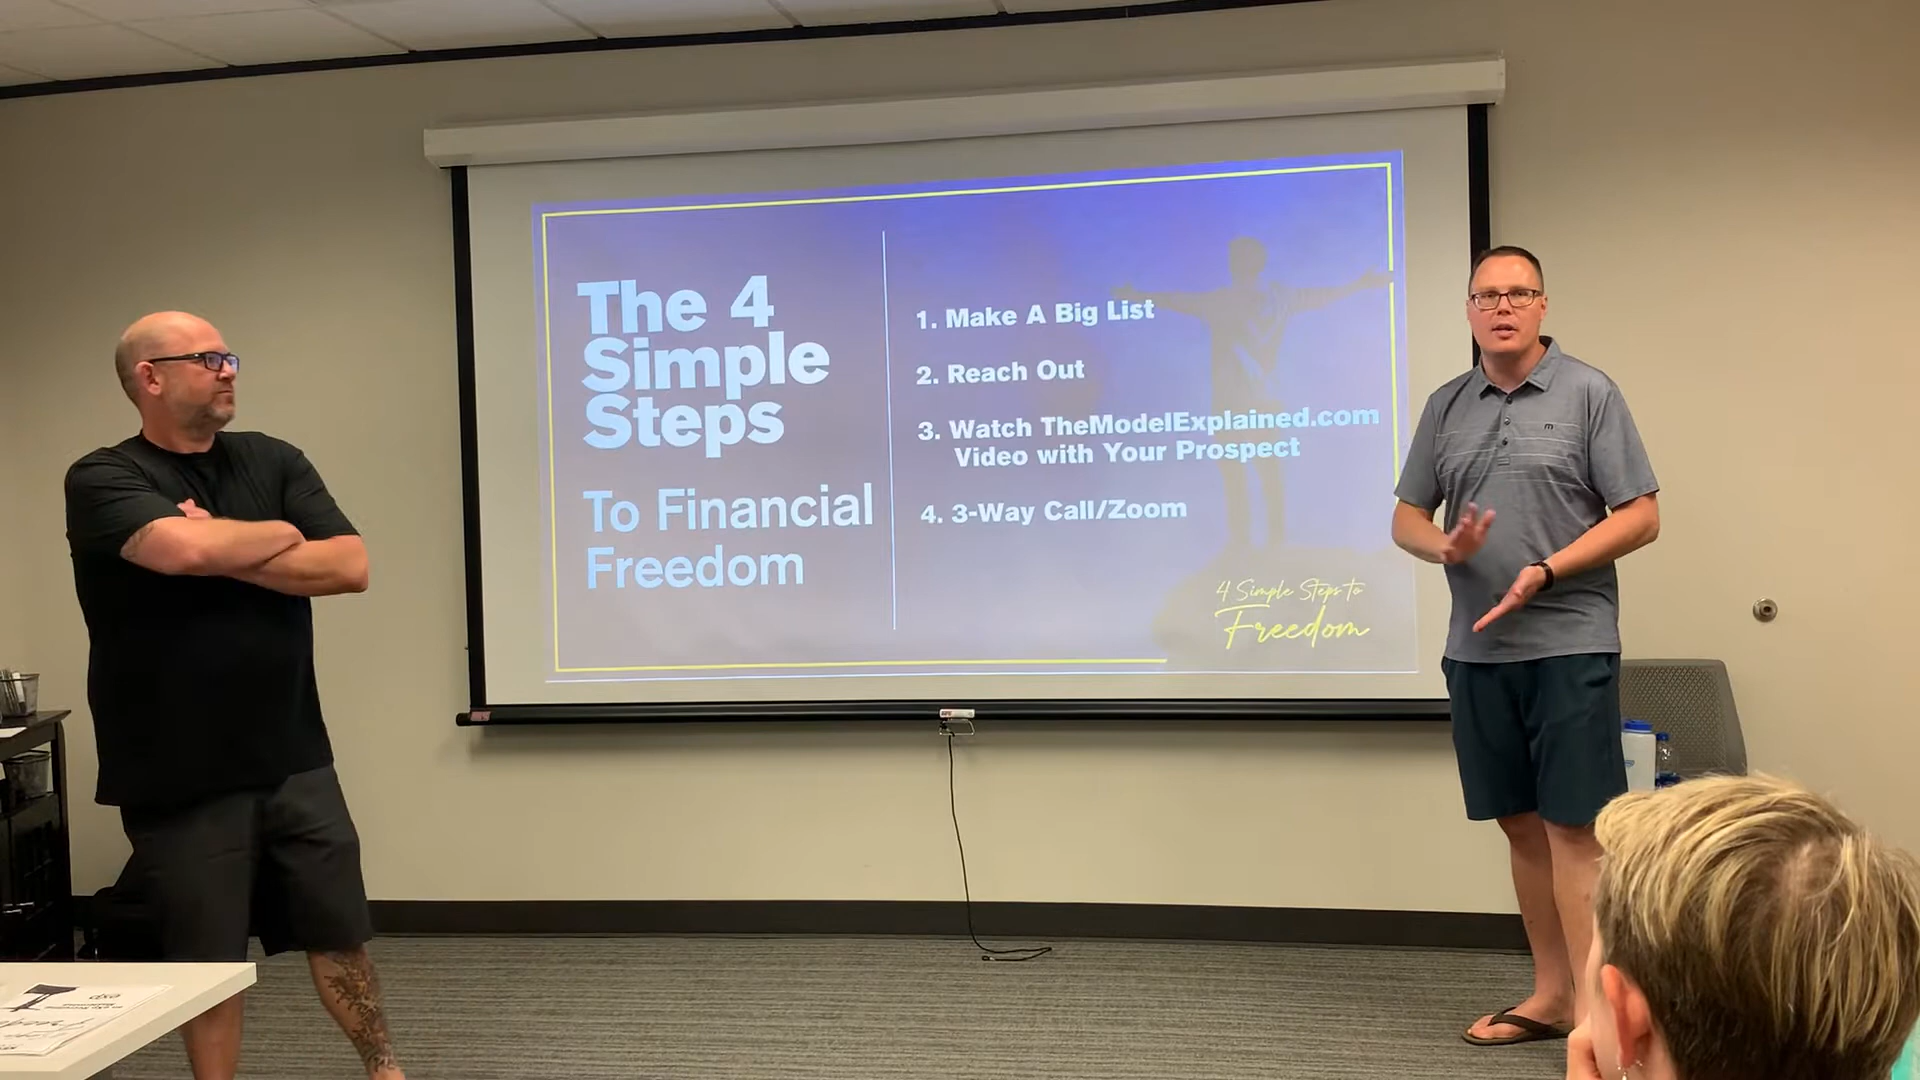 The 4
Simple
Steps
To Financial
Freedom
1. Make A Big List
2. Reach Out
3. Watch TheModelExplained.com
Video with Your Prospect
4. 3-Way Call/Zoom
4 Simple Steps to
Freedom
exp